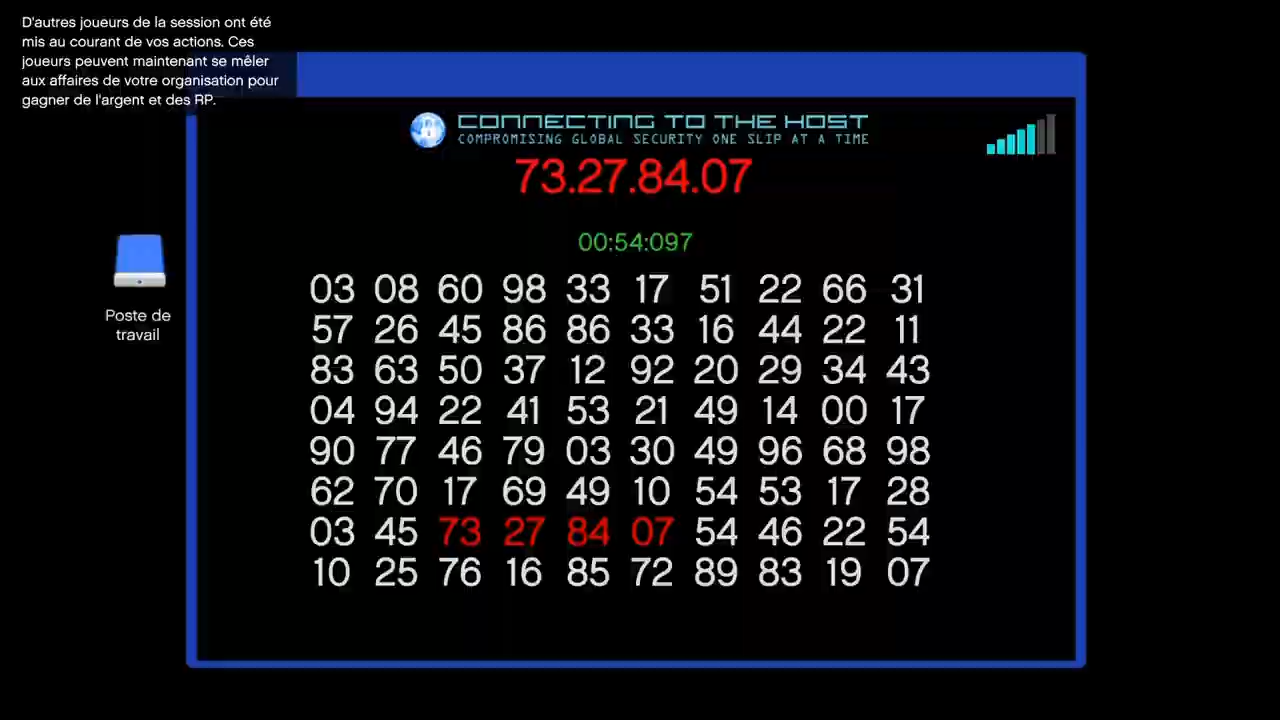 D'autres joueurs de la session ont été
mis au courant de vos actions. Ces
joueurs peuvent maintenant se mêler
aux affaires de votre organisation pour
gagner de l'argent et des RP.
CONNECTING TO THE HOST
COMPROMISING GLOBAL SECURITY ONE SLIP AT A TIME
73.27.84.07
00:54:097
03 08 60 98 33 17 51 22 66 31
57 26 45 86 86 33 16 44 22 11
83 63 50 37 12 92 20 29 34 43
04 94 22 41 53 21 49 14 00 17
90 77 46 79 03 30 49 96 68 98
62 70 17 69 49 10 54 53 17 28
03 45 73 27 84 07 54 46 22 54
10 25 76 16 85 72 89 83 19 07
Poste de
travail